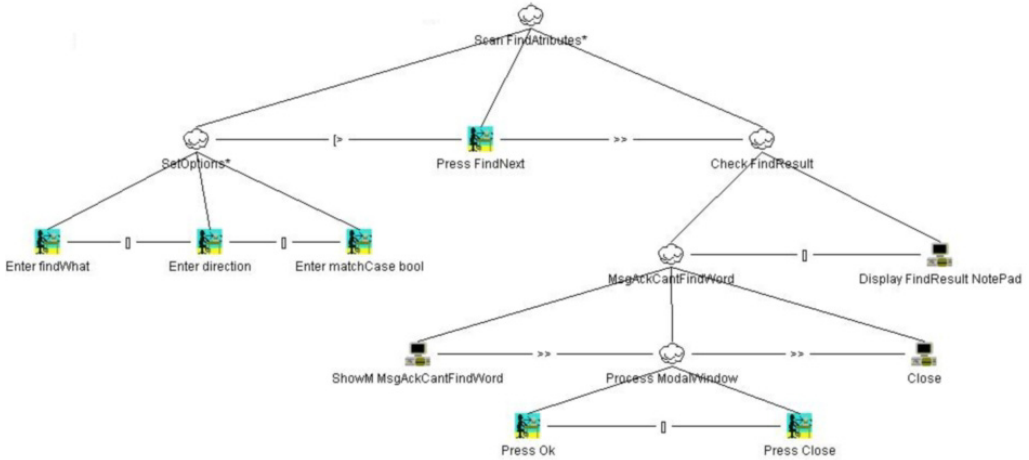 Scan FindAtributes*
[>
>>
SetOptions*
Press FindNext
Check FindResult
[]
[]
[]
Enter findWhat
Enter direction
Enter matchCase bool
MsgAckCantFindWord
Display FindResult NotePad
>>
>>
ShowM MsgAckCantFindWord
Process ModalWindow
Close
[]
Press Ok
Press Close